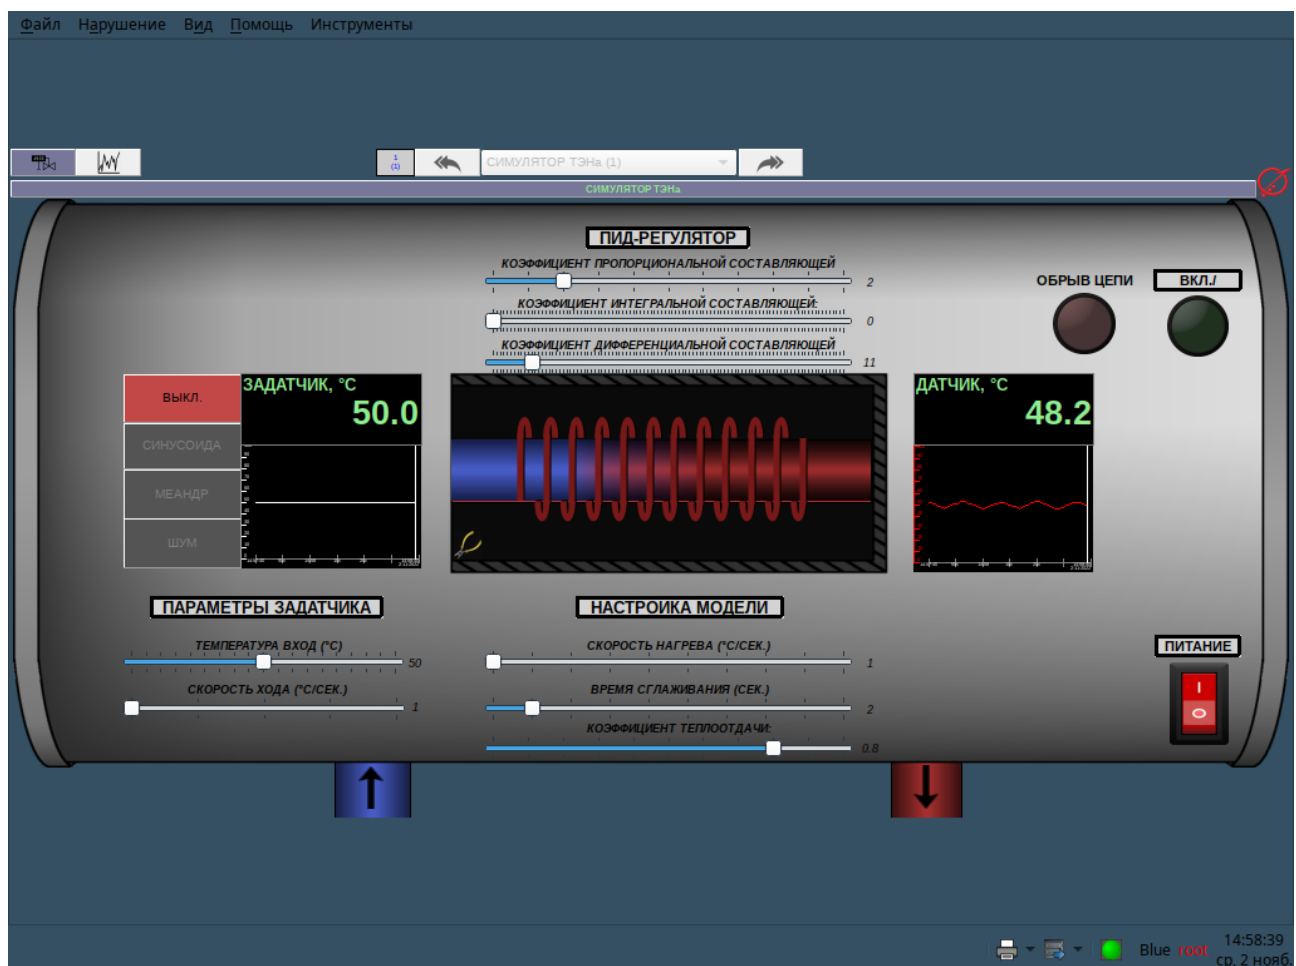 Файл Нарушение Вид Помощь Инструменты
1
(1)
СИМУЛЯТОР ТЭНа (1)
СИМУЛЯТОР ТЭНа
ПИД-РЕГУЛЯТОР
КОЭФФИЦИЕНТ ПРОПОРЦИОНАЛЬНОЙ СОСТАВЛЯЮЩЕЙ
2
КОЭФФИЦИЕНТ ИНТЕГРАЛЬНОЙ СОСТАВЛЯЮЩЕЙ:
0
КОЭФФИЦИЕНТ ДИФФЕРЕНЦИАЛЬНОЙ СОСТАВЛЯЮЩЕЙ
11
ОБРЫВ ЦЕПИ
ВКЛ./
ВЫКЛ.
СИНУСОИДА
МЕАНДР
ШУМ
ЗАДАТЧИК, °С
50.0
ДАТЧИК, °С
48.2
ПАРАМЕТРЫ ЗАДАТЧИКА
ТЕМПЕРАТУРА ВХОД (°С)
50
СКОРОСТЬ ХОДА (°С/СЕК.)
1
НАСТРОЙКА МОДЕЛИ
СКОРОСТЬ НАГРЕВА (°С/СЕК.)
1
ВРЕМЯ СГЛАЖИВАНИЯ (СЕК.)
2
КОЭФФИЦИЕНТ ТЕПЛООТДАЧИ:
0.8
ПИТАНИЕ
Blue root
14:58:39
ср, 2 нояб.